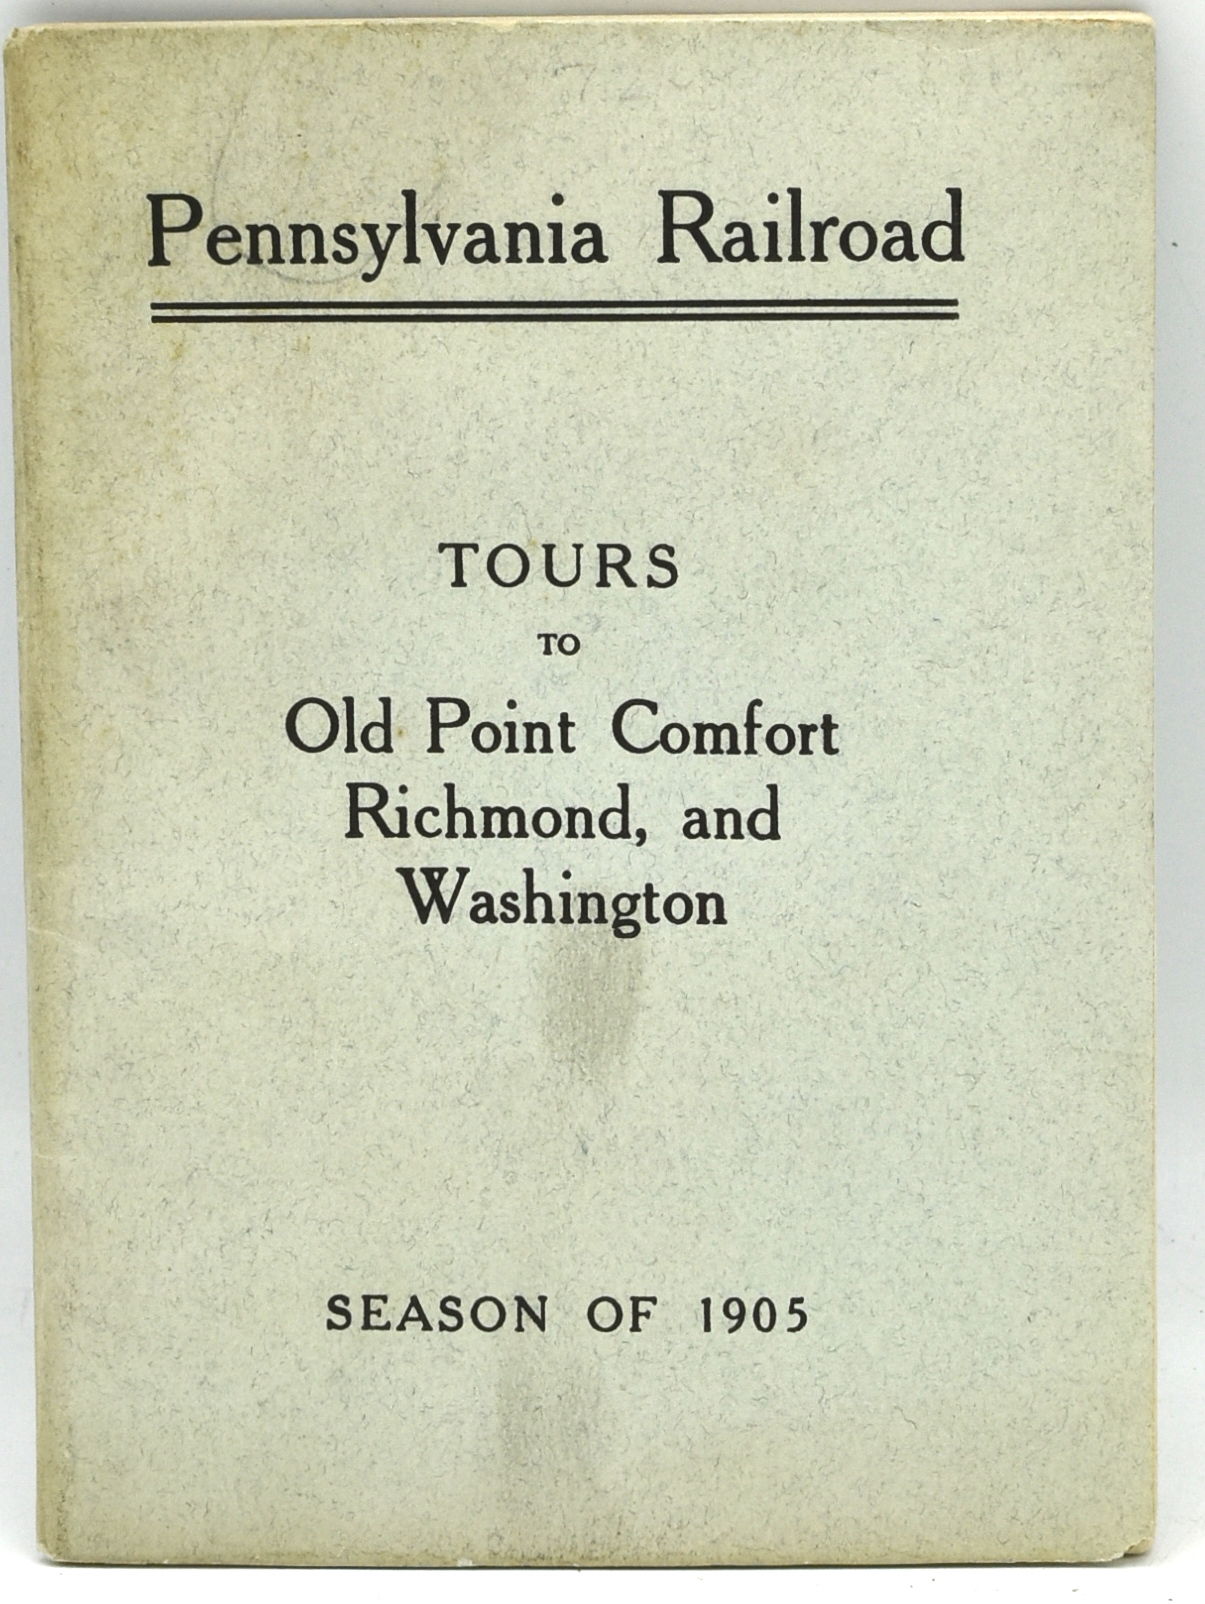 Pennsylvania Railroad
TOURS
TO
Old Point Comfort
Richmond, and
Washington
SEASON OF 1905